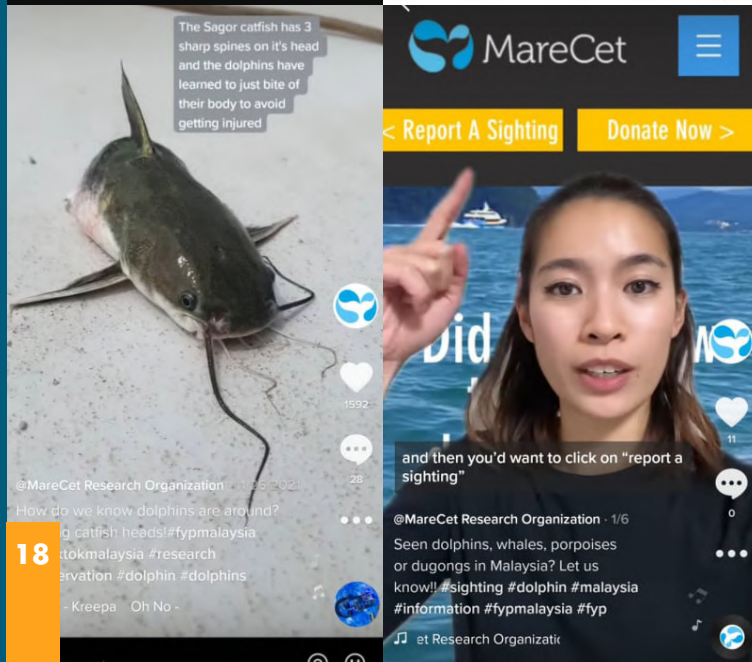 The Sagor catfish has 3
sharp spines on it's head
and the dolphins have
learned to just bite of
their body to avoid
getting injured
1592
28
@MareCet Research Organization · 1-26-2021
How do we know dolphins are around?
catfish heads!#fypmalaysia
#research
#dolphin #dolphins
- Kreepa Oh No -
18
MareCet
< Report A Sighting
Donate Now >
Did
and then you'd want to click on "report a
sighting"
11
0
@MareCet Research Organization · 1/6
Seen dolphins, whales, porpoises
or dugongs in Malaysia? Let us
know!! #sighting #dolphin #malaysia
#information #fypmalaysia #fyp
et Research Organizatic